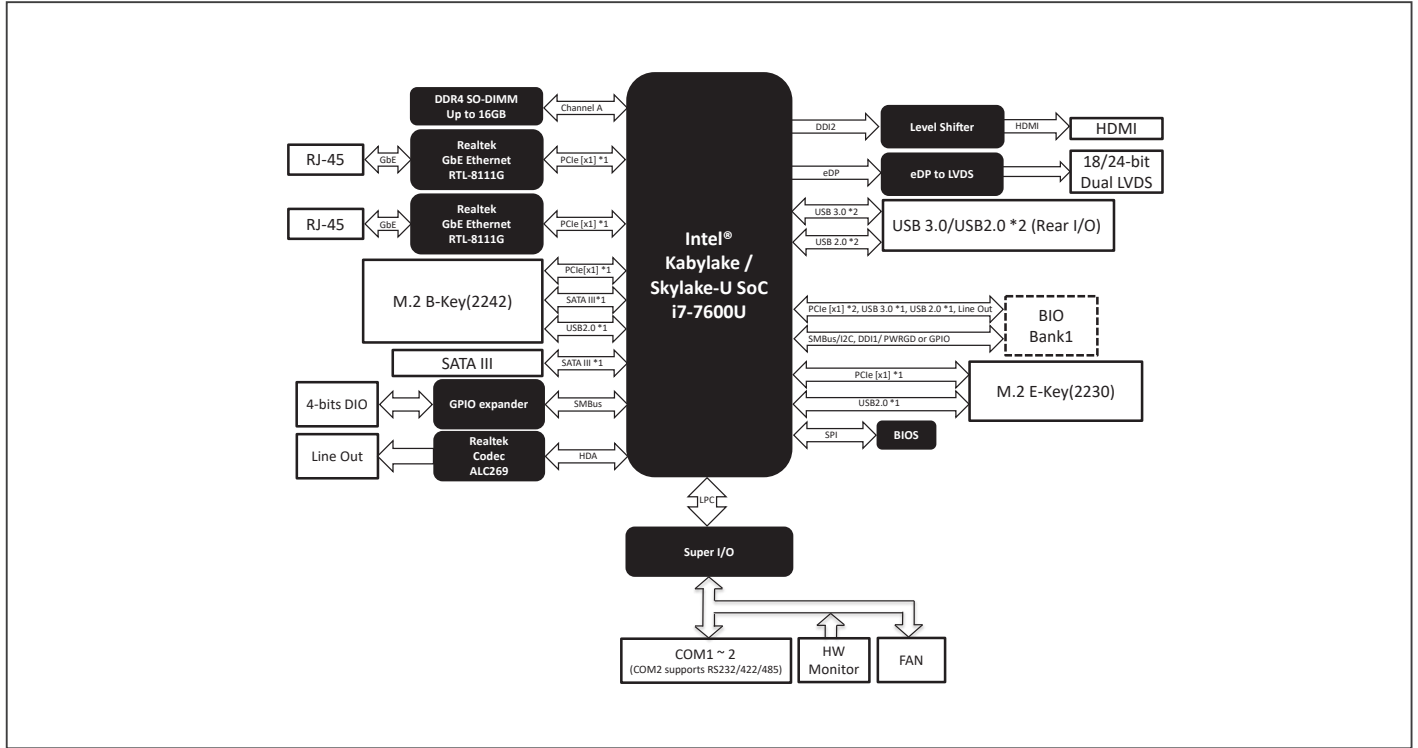 DDR4 SO-DIMM
Up to 16GB
Channel A
RJ-45
GbE
Realtek
GbE Ethernet
RTL-8111G
PCIe [x1] *1
RJ-45
GbE
Realtek
GbE Ethernet
RTL-8111G
PCIe [x1] *1
M.2 B-Key(2242)
PCIe[x1] *1
SATA III*1
USB2.0 *1
SATA III
SATA III *1
4-bits DIO
GPIO expander
SMBus
Line Out
Realtek
Codec
ALC269
HDA
Intel®
Kabylake /
Skylake-U SoC
i7-7600U
DDI2
Level Shifter
HDMI
HDMI
eDP
eDP to LVDS
18/24-bit
Dual LVDS
USB 3.0 *2
USB 2.0 *2
USB 3.0/USB2.0 *2 (Rear I/O)
PCIe [x1] *2, USB 3.0 *1, USB 2.0 *1, Line Out
SMBus/I2C, DDI1/ PWRGD or GPIO
BIO
Bank1
PCIe [x1] *1
USB2.0 *1
M.2 E-Key(2230)
SPI
BIOS
LPC
Super I/O
COM1 ~ 2
(COM2 supports RS232/422/485)
HW
Monitor
FAN